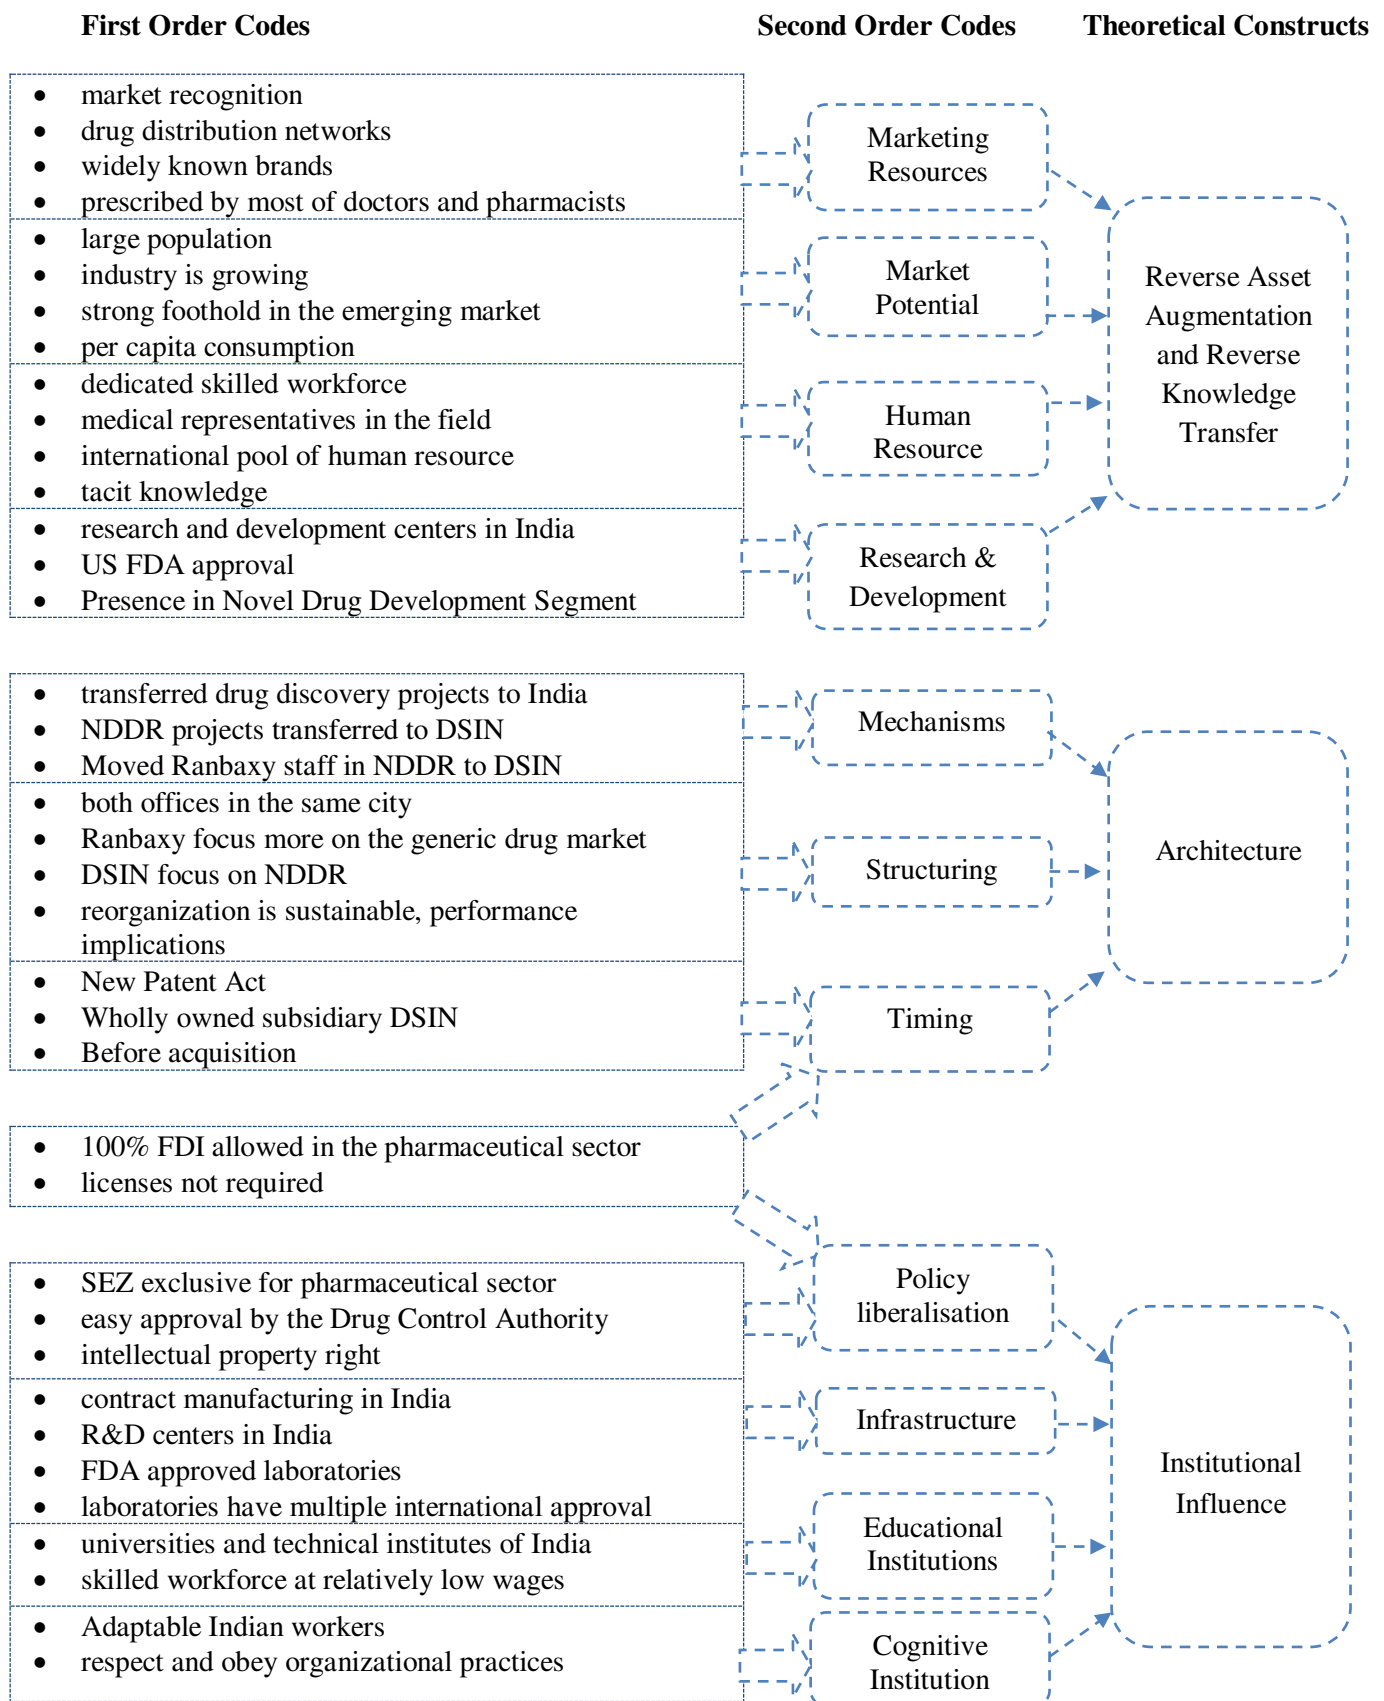 First Order Codes
Second Order Codes
Theoretical Constructs
• market recognition
• drug distribution networks
• widely known brands
• prescribed by most of doctors and pharmacists
Marketing
Resources
• large population
• industry is growing
• strong foothold in the emerging market
• per capita consumption
Market
Potential
• dedicated skilled workforce
• medical representatives in the field
• international pool of human resource
• tacit knowledge
Human
Resource
• research and development centers in India
• US FDA approval
• Presence in Novel Drug Development Segment
Research &
Development
Reverse Asset
Augmentation
and Reverse
Knowledge
Transfer
• transferred drug discovery projects to India
• NDDR projects transferred to DSIN
• Moved Ranbaxy staff in NDDR to DSIN
Mechanisms
• both offices in the same city
• Ranbaxy focus more on the generic drug market
• DSIN focus on NDDR
• reorganization is sustainable, performance
implications
Structuring
• New Patent Act
• Wholly owned subsidiary DSIN
• Before acquisition
Timing
Architecture
• 100% FDI allowed in the pharmaceutical sector
• licenses not required
• SEZ exclusive for pharmaceutical sector
• easy approval by the Drug Control Authority
• intellectual property right
Policy
liberalisation
• contract manufacturing in India
• R&D centers in India
• FDA approved laboratories
• laboratories have multiple international approval
Infrastructure
• universities and technical institutes of India
• skilled workforce at relatively low wages
Educational
Institutions
• Adaptable Indian workers
• respect and obey organizational practices
Cognitive
Institution
Institutional
Influence